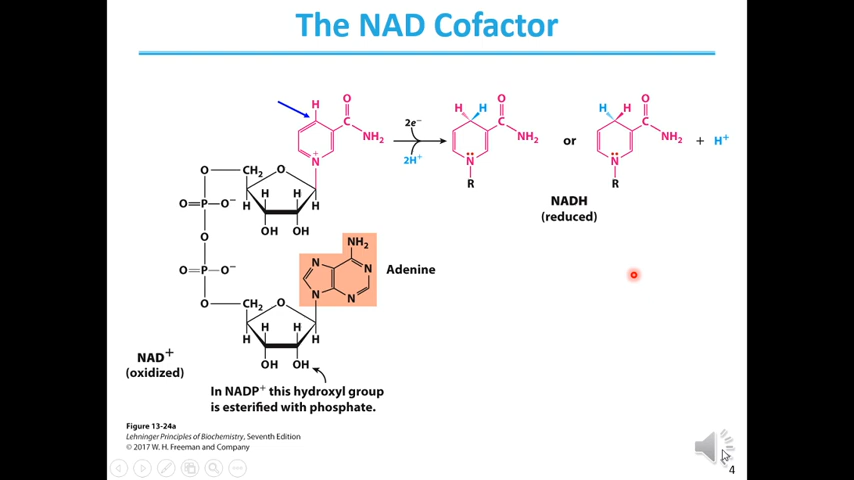 The NAD Cofactor
H
O
C
NH₂
N
+
2e⁻
2H⁺
H H
O
C
NH₂
N
R
or
H H
O
C
NH₂
N
R
+ H⁺
NADH
(reduced)
O CH₂ O
O=P–O⁻ H H H H
OH OH
O
O=P–O⁻
O CH₂ O
H H H H
OH OH
NH₂
N N
N N
Adenine
NAD⁺
(oxidized)
In NADP⁺ this hydroxyl group
is esterified with phosphate.
Figure 13-24a
Lehninger Principles of Biochemistry, Seventh Edition
© 2017 W. H. Freeman and Company
4